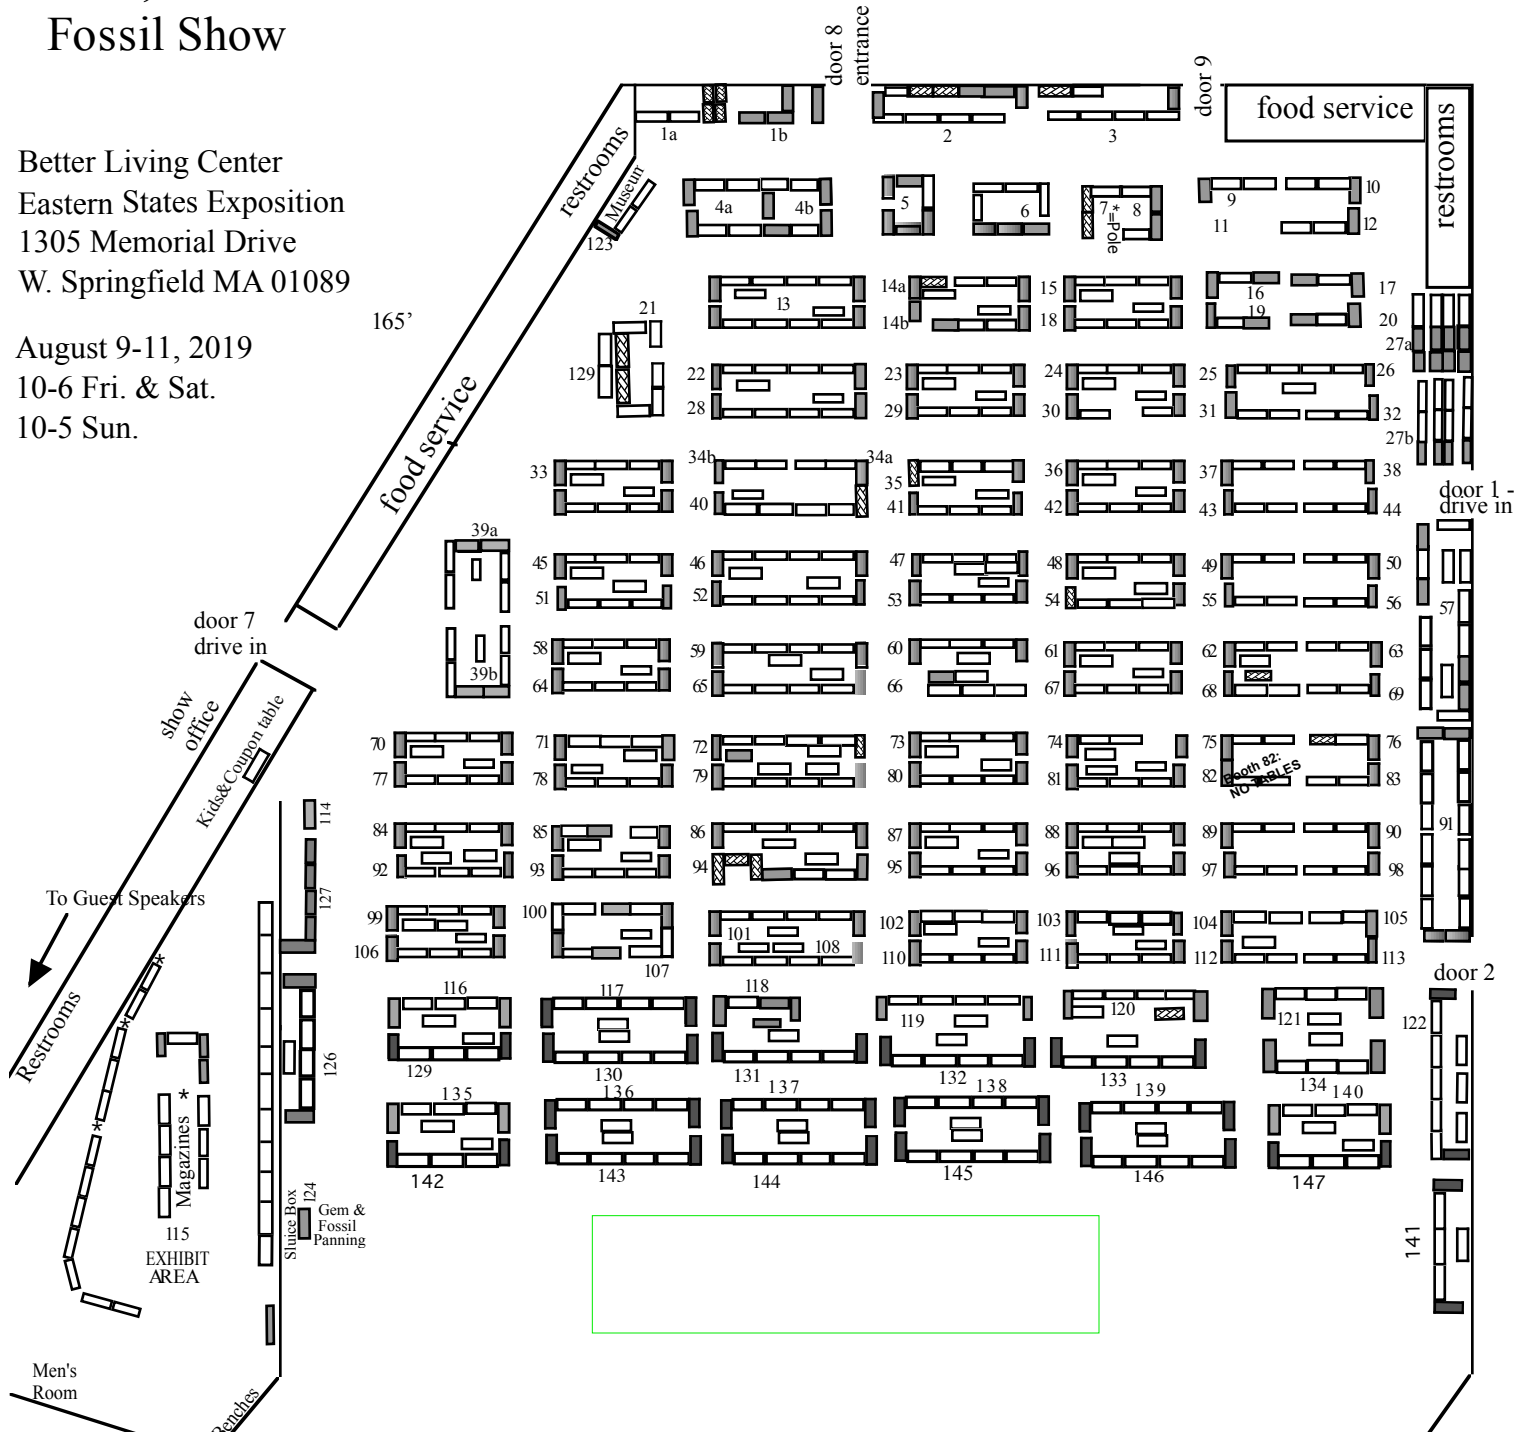 Fossil Show
door 8
entrance
door 9
food service
restrooms
1a
1b
2
3
Better Living Center
Eastern States Exposition
1305 Memorial Drive
W. Springfield MA 01089
restrooms
Museun
123
4a
4b
5
6
7
8
*
=Pole
9
10
11
12
165’
August 9-11, 2019
10-6 Fri. & Sat.
10-5 Sun.
13
14a
14b
15
18
16
17
19
20
21
129
27a
22
23
24
25
26
28
29
30
31
32
27b
food service
33
34b
34a
35
36
37
38
40
41
42
43
44
door 1 -
drive in
39a
45
46
47
48
49
50
51
52
53
54
55
56
57
door 7
drive in
39b
58
59
60
61
62
63
64
65
66
67
68
69
show
office
Kids&Coupon table
70
71
72
73
74
75
76
77
78
79
80
81
82
83
Booth 82:
NO TABLES
114
84
85
86
87
88
89
90
91
92
93
94
95
96
97
98
To Guest Speakers
127
99
100
101
102
103
104
105
106
107
108
110
111
112
113
door 2
Restrooms
*
*
*
116
117
118
119
120
121
122
126
129
130
131
132
133
134
135
136
137
138
139
140
*
Magazines
115
EXHIBIT
AREA
Sluice Box
124
Gem &
Fossil
Panning
142
143
144
145
146
147
141
Men's
Room
Benches